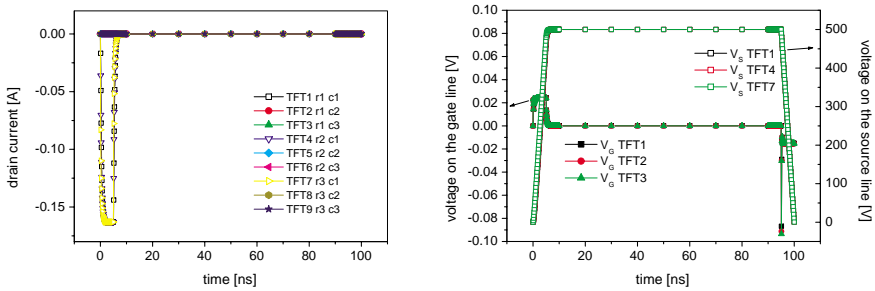 0.00
-0.05
-0.10
-0.15
drain current [A]
0
20
40
60
80
100
time [ns]
TFT1 r1 c1
TFT2 r1 c2
TFT3 r1 c3
TFT4 r2 c1
TFT5 r2 c2
TFT6 r2 c3
TFT7 r3 c1
TFT8 r3 c2
TFT9 r3 c3
0.10
0.08
0.06
0.04
0.02
0.00
-0.02
-0.04
-0.06
-0.08
-0.10
voltage on the gate line [V]
0
20
40
60
80
100
time [ns]
V_S TFT1
V_S TFT4
V_S TFT7
V_G TFT1
V_G TFT2
V_G TFT3
500
400
300
200
100
0
voltage on the source line [V]